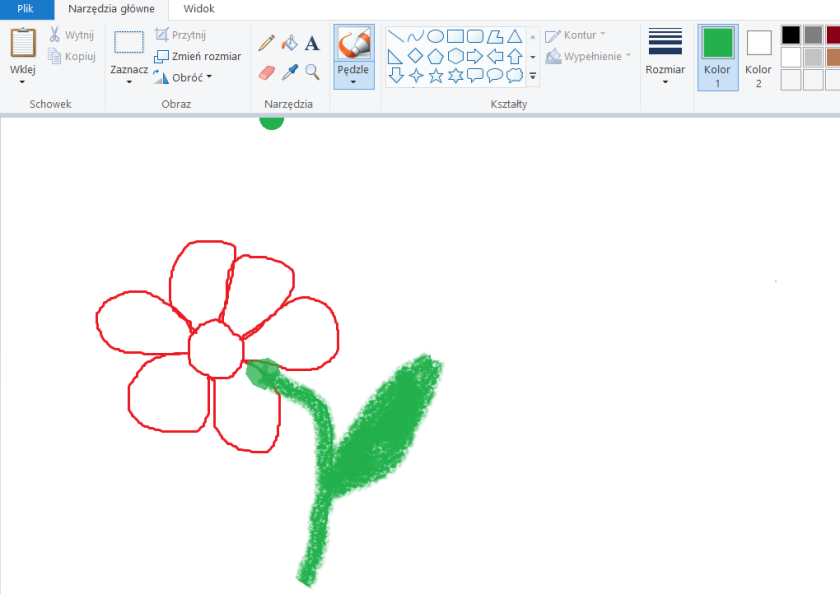 Plik Narzędzia główne Widok
Wklej
Wytnij
Kopiuj
Schowek
Zaznacz
Przytnij
Zmień rozmiar
Obróć
Obraz
A
Narzędzia
Pędzle
Kształty
Kontur
Wypełnienie
Rozmiar
Kolor
1
Kolor
2